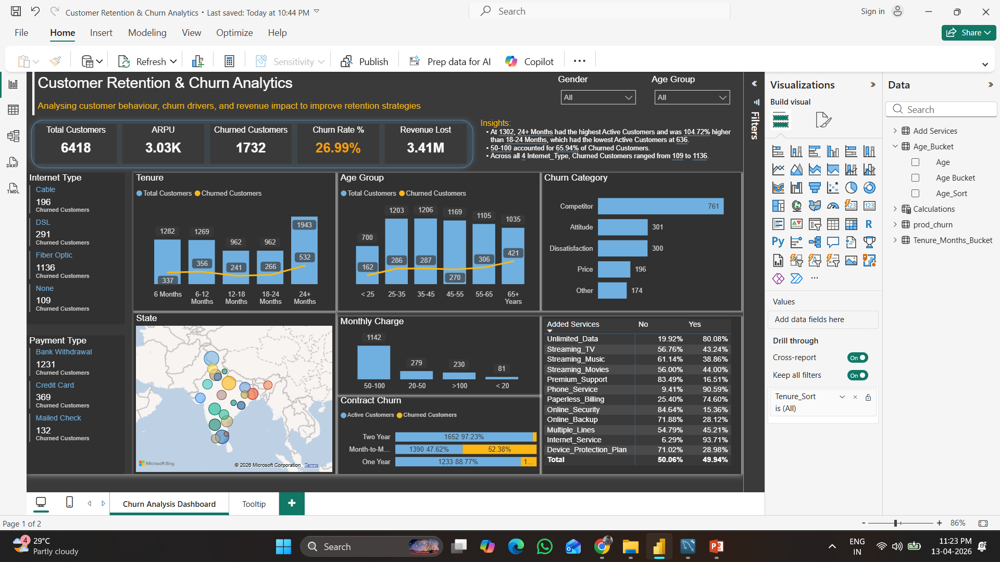 Customer Retention & Churn Analytics • Last saved: Today at 10:44 PM
Search
Sign in
File
Home
Insert
Modeling
View
Optimize
Help
Share
Refresh
Sensitivity
Publish
Prep data for AI
Copilot
Customer Retention & Churn Analytics
Analysing customer behaviour, churn drivers, and revenue impact to improve retention strategies
Gender
All
Age Group
All
Total Customers
6418
ARPU
3.03K
Churned Customers
1732
Churn Rate %
26.99%
Revenue Lost
3.41M
Insights:
• At 1302, 24+ Months had the highest Active Customers and was 104.72% higher
than 18-24 Months, which had the lowest Active Customers at 636.
• 50-100 accounted for 65.94% of Churned Customers.
• Across all 4 Internet_Type, Churned Customers ranged from 109 to 1136.
Internet Type
Cable
196
Churned Customers
DSL
291
Churned Customers
Fiber Optic
1136
Churned Customers
None
109
Churned Customers
Payment Type
Bank Withdrawal
1231
Churned Customers
Credit Card
369
Churned Customers
Mailed Check
132
Churned Customers
Tenure
Total Customers Churned Customers
1282
1269
962
962
1943
337
356
241
266
532
6 Months
6-12
Months
12-18
Months
18-24
Months
24+
Months
Age Group
Total Customers Churned Customers
700
1203
1206
1169
1105
1035
162
286
287
270
306
421
< 25
25-35
35-45
45-55
55-65
65+
Years
Churn Category
Competitor 761
Attitude 301
Dissatisfaction 300
Price 196
Other 174
State
Microsoft Bing
© 2026 Microsoft Corporation Terms
Monthly Charge
1142
279
230
81
50-100
20-50
>100
< 20
Contract Churn
Active Customers Churned Customers
Two Year 1652 97.23%
Month-to-M... 1390 47.62% 52.38%
One Year 1233 88.77% 1...
Added Services No Yes
Unlimited_Data 19.92% 80.08%
Streaming_TV 56.76% 43.24%
Streaming_Music 61.14% 38.86%
Streaming_Movies 56.00% 44.00%
Premium_Support 83.49% 16.51%
Phone_Service 9.41% 90.59%
Paperless_Billing 25.40% 74.60%
Online_Security 84.64% 15.36%
Online_Backup 71.88% 28.12%
Multiple_Lines 54.79% 45.21%
Internet_Service 6.29% 93.71%
Device_Protection_Plan 71.02% 28.98%
Total 50.06% 49.94%
Filters
Visualizations
Build visual
DAX
TMDL
123
123
R
Py
Values
Add data fields here
Drill through
Cross-report
On
Keep all filters
On
Tenure_Sort
is (All)
Data
Search
Add Services
Age_Bucket
Age
Age Bucket
Age_Sort
Calculations
prod_churn
Tenure_Months_Bucket
Churn Analysis Dashboard
Tooltip
Page 1 of 2
86%
4
29°C
Partly cloudy
Search
ENG
IN
11:23 PM
13-04-2026